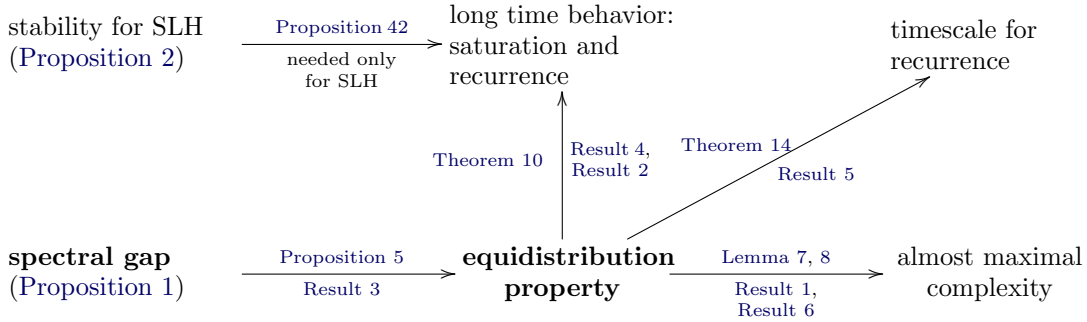 stability for SLH
(Proposition 2)
Proposition 42
needed only
for SLH
long time behavior:
saturation and
recurrence
timescale for
recurrence
Theorem 10
Result 4,
Result 2
Theorem 14
Result 5
spectral gap
(Proposition 1)
Proposition 5
Result 3
equidistribution
property
Lemma 7, 8
Result 1,
Result 6
almost maximal
complexity